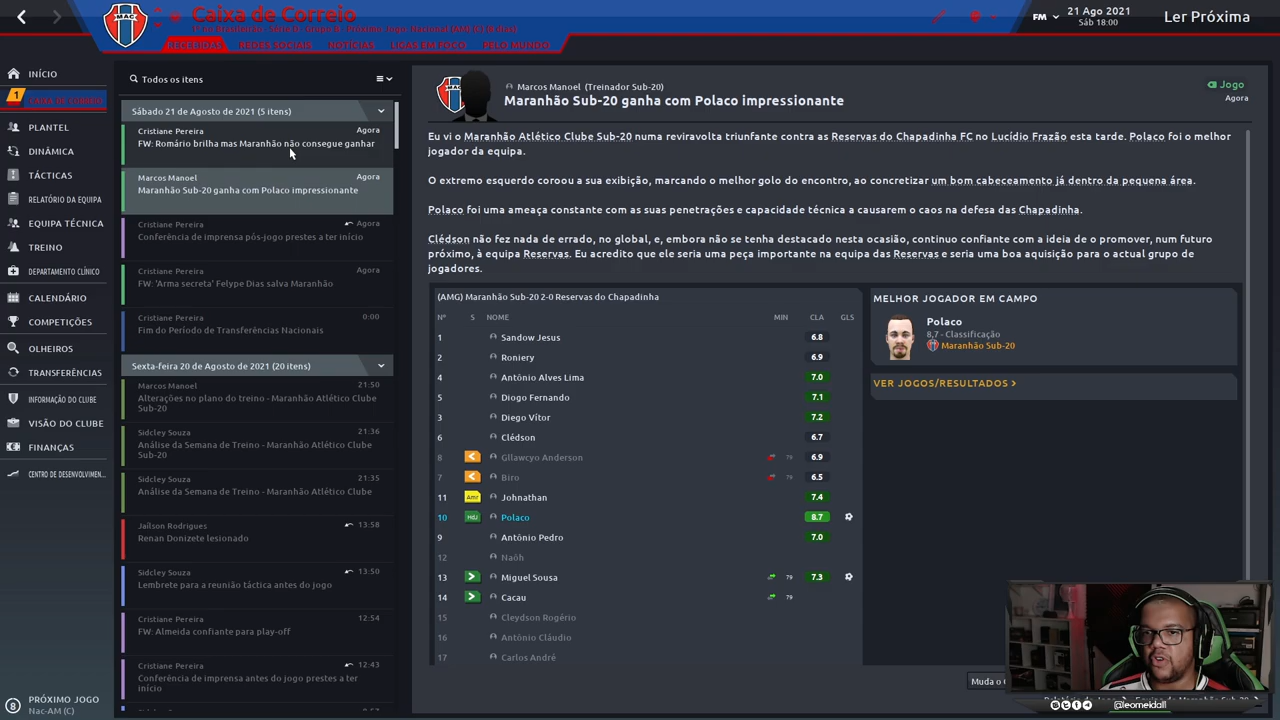 Caixa de Correio
RECEBIDAS REDES SOCIAIS NOTÍCIAS LIGAS EM FOCO PELO MUNDO
FM
21 Ago 2021
Sáb 18:00
Ler Próxima
INÍCIO
1
CAIXA DE CORREIO
PLANTEL
DINÂMICA
TÁCTICAS
RELATÓRIO DA EQUIPA
EQUIPA TÉCNICA
TREINO
DEPARTAMENTO CLÍNICO
CALENDÁRIO
COMPETIÇÕES
OLHEIROS
TRANSFERÊNCIAS
INFORMAÇÃO DO CLUBE
VISÃO DO CLUBE
FINANÇAS
CENTRO DE DESENVOLVIMEN...
PRÓXIMO JOGO
Nac-AM (C)
8
Todos os itens
Sábado 21 de Agosto de 2021 (5 itens)
Cristiane Pereira Agora
FW: Romário brilha mas Maranhão não consegue ganhar
Marcos Manoel Agora
Maranhão Sub-20 ganha com Polaco impressionante
Cristiane Pereira Agora
Conferência de imprensa pós-jogo prestes a ter início
Cristiane Pereira Agora
FW: 'Arma secreta' Felype Dias salva Maranhão
Cristiane Pereira 0:00
Fim do Período de Transferências Nacionais
Sexta-feira 20 de Agosto de 2021 (20 itens)
Marcos Manoel 21:50
Alterações no plano do treino - Maranhão Atlético Clube
Sub-20
Sidcley Souza 21:36
Análise da Semana de Treino - Maranhão Atlético Clube
Sub-20
Sidcley Souza 21:35
Análise da Semana de Treino - Maranhão Atlético Clube
Jaílson Rodrigues 13:58
Renan Donizete lesionado
Sidcley Souza 13:50
Lembrete para a reunião táctica antes do jogo
Cristiane Pereira 12:54
FW: Almeida confiante para play-off
Cristiane Pereira 12:43
Conferência de imprensa antes do jogo prestes a ter
início
Marcos Manoel (Treinador Sub-20)
Maranhão Sub-20 ganha com Polaco impressionante
Jogo
Agora
Eu vi o Maranhão Atlético Clube Sub-20 numa reviravolta triunfante contra as Reservas do Chapadinha FC no Lucídio Frazão esta tarde. Polaco foi o melhor
jogador da equipa.
O extremo esquerdo coroou a sua exibição, marcando o melhor golo do encontro, ao concretizar um bom cabeceamento já dentro da pequena área.
Polaco foi uma ameaça constante com as suas penetrações e capacidade técnica a causarem o caos na defesa das Chapadinha.
Clédson não fez nada de errado, no global, e, embora não se tenha destacado nesta ocasião, continuo confiante com a ideia de o promover, num futuro
próximo, à equipa Reservas. Eu acredito que ele seria uma peça importante na equipa das Reservas e seria uma boa aquisição para o actual grupo de
jogadores.
(AMG) Maranhão Sub-20 2-0 Reservas do Chapadinha
Nº S NOME MIN CLA GLS
1 Sandow Jesus 6.8
2 Roniery 6.9
4 Antônio Alves Lima 7.0
5 Diogo Fernando 7.1
3 Diego Vítor 7.2
6 Clédson 6.7
8 Gllawcyo Anderson 79 6.9
7 Biro 79 6.5
11 Amr Johnathan 7.4
10 HdJ Polaco 8.7
9 Antônio Pedro 7.0
12 Naôh
13 Miguel Sousa 79 7.3
14 Cacau 79
15 Cleydson Rogério
16 Antônio Cláudio
17 Carlos André
MELHOR JOGADOR EM CAMPO
Polaco
8,7 - Classificação
Maranhão Sub-20
VER JOGOS/RESULTADOS >
@leomeidall